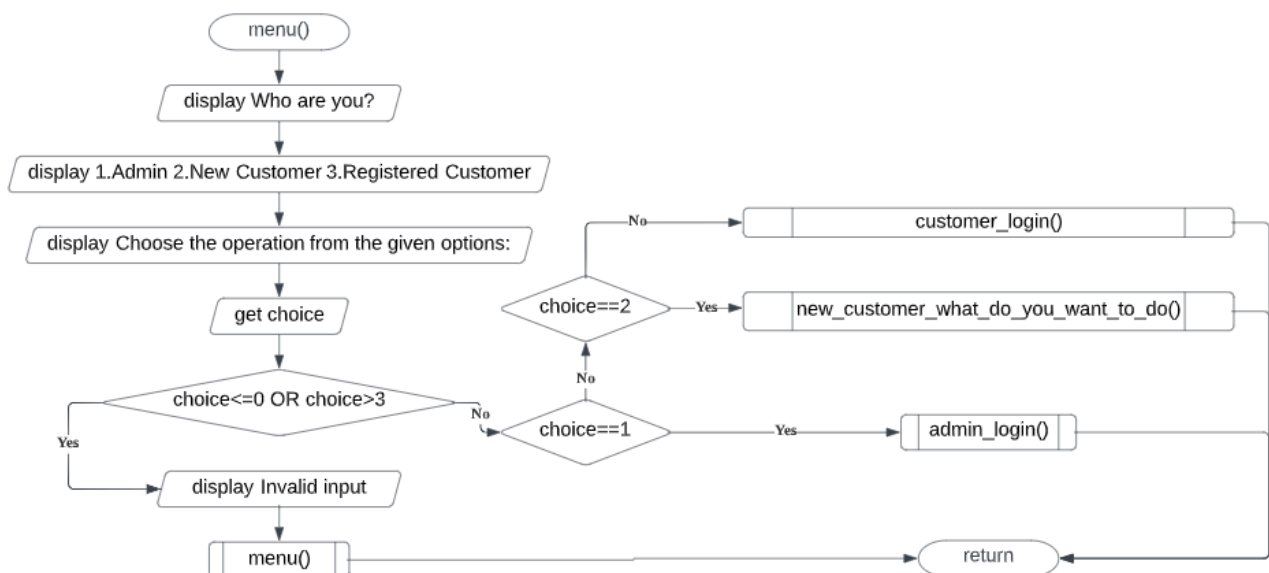 menu()
display Who are you?
display 1.Admin 2.New Customer 3.Registered Customer
display Choose the operation from the given options:
get choice
choice<=0 OR choice>3
Yes
display Invalid input
menu()
No
choice==1
Yes
admin_login()
No
choice==2
Yes
new_customer_what_do_you_want_to_do()
No
customer_login()
return